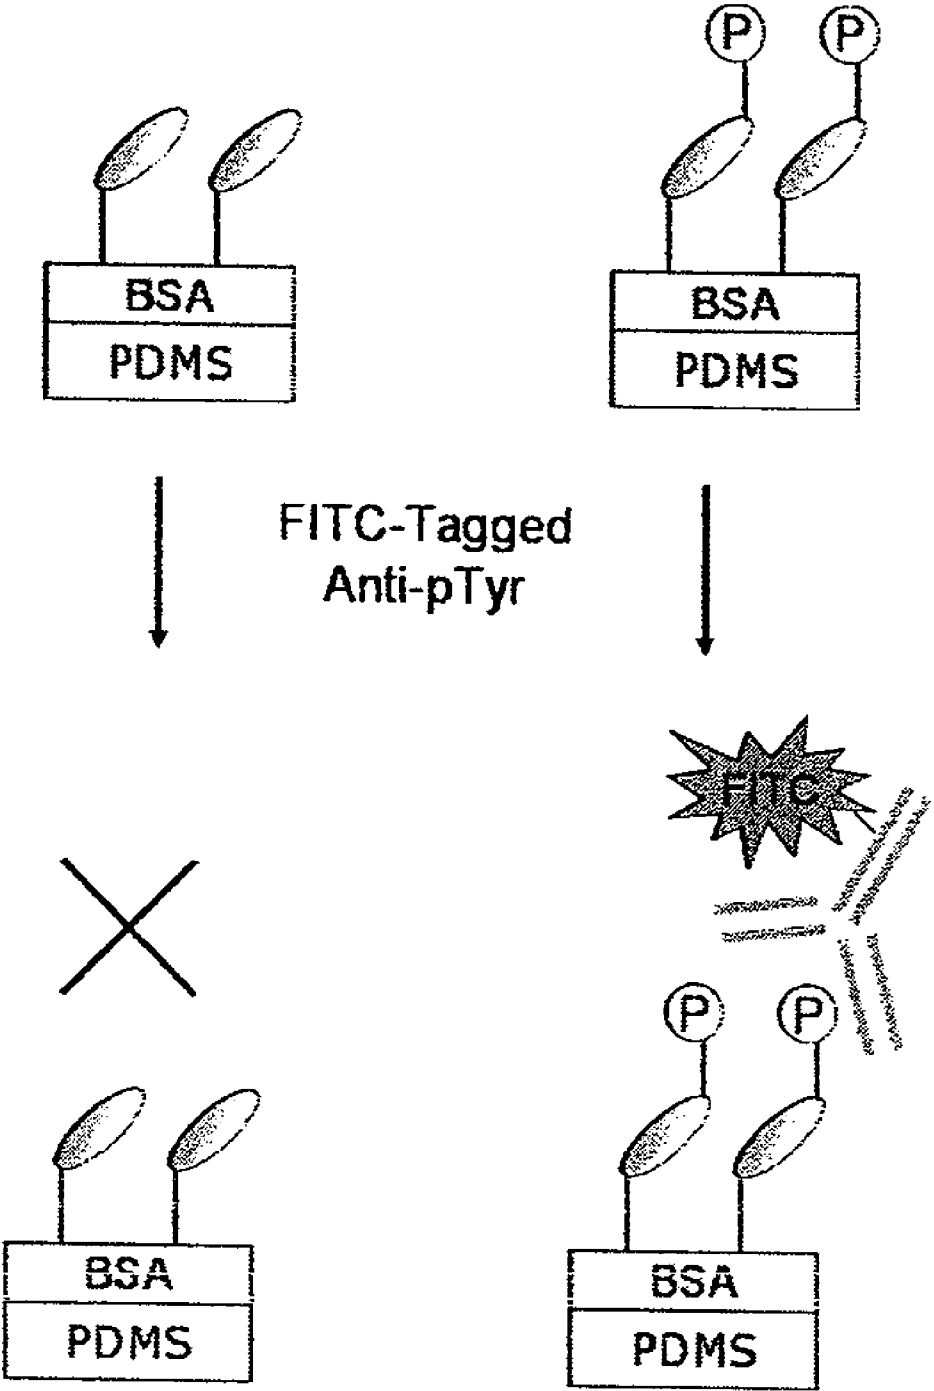 P P
BSA
PDMS
BSA
PDMS
FITC-Tagged
Anti-pTyr
FITC
P P
BSA
PDMS
BSA
PDMS